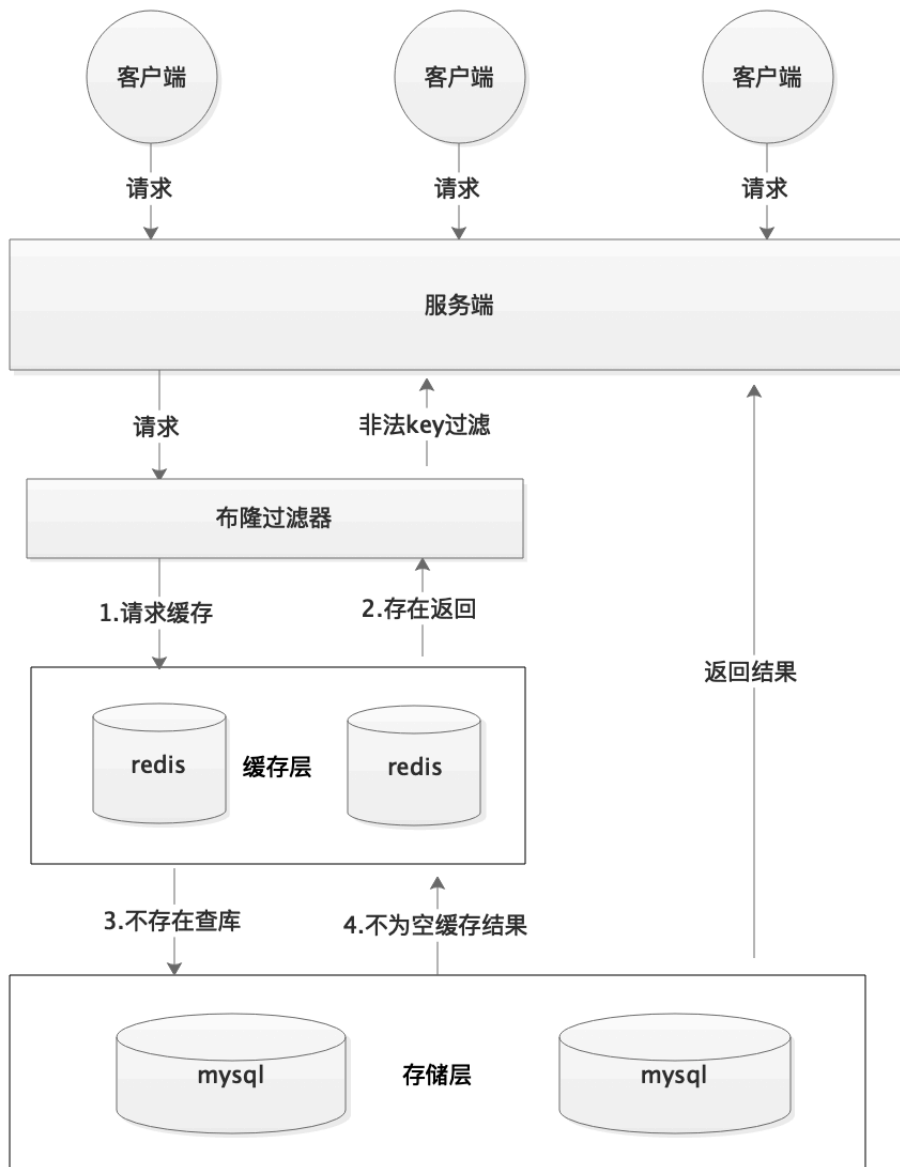 客户端
客户端
客户端
请求
请求
请求
服务端
请求
非法key过滤
布隆过滤器
1.请求缓存
2.存在返回
返回结果
redis
缓存层
redis
3.不存在查库
4.不为空缓存结果
mysql
存储层
mysql